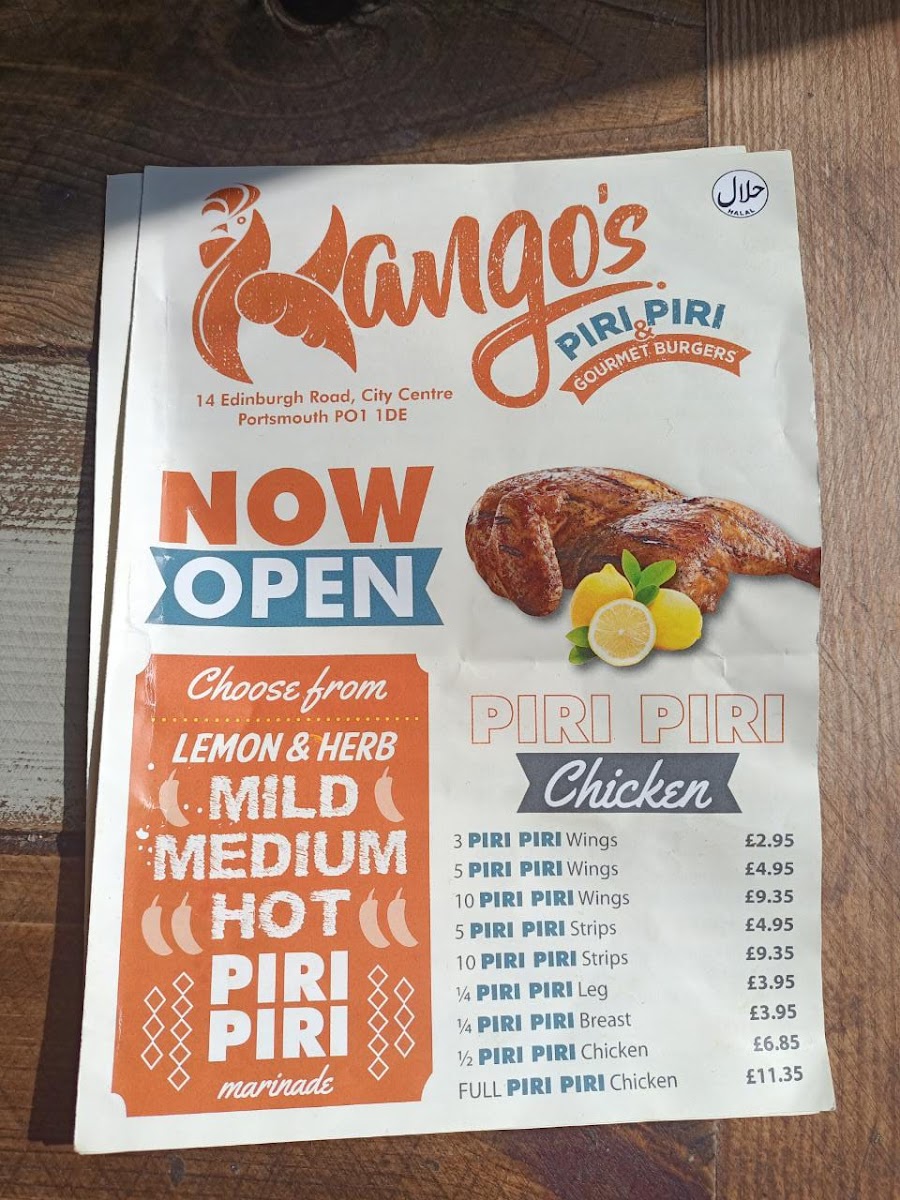 حلال
HALAL
Kango's
PIRI PIRI
&
GOURMET BURGERS
14 Edinburgh Road, City Centre
Portsmouth PO1 1DE
NOW
OPEN
Choose from
LEMON & HERB
MILD
MEDIUM
HOT
PIRI
PIRI
marinade
PIRI PIRI
Chicken
3 PIRI PIRI Wings £2.95
5 PIRI PIRI Wings £4.95
10 PIRI PIRI Wings £9.35
5 PIRI PIRI Strips £4.95
10 PIRI PIRI Strips £9.35
¼ PIRI PIRI Leg £3.95
¼ PIRI PIRI Breast £3.95
½ PIRI PIRI Chicken £6.85
FULL PIRI PIRI Chicken £11.35